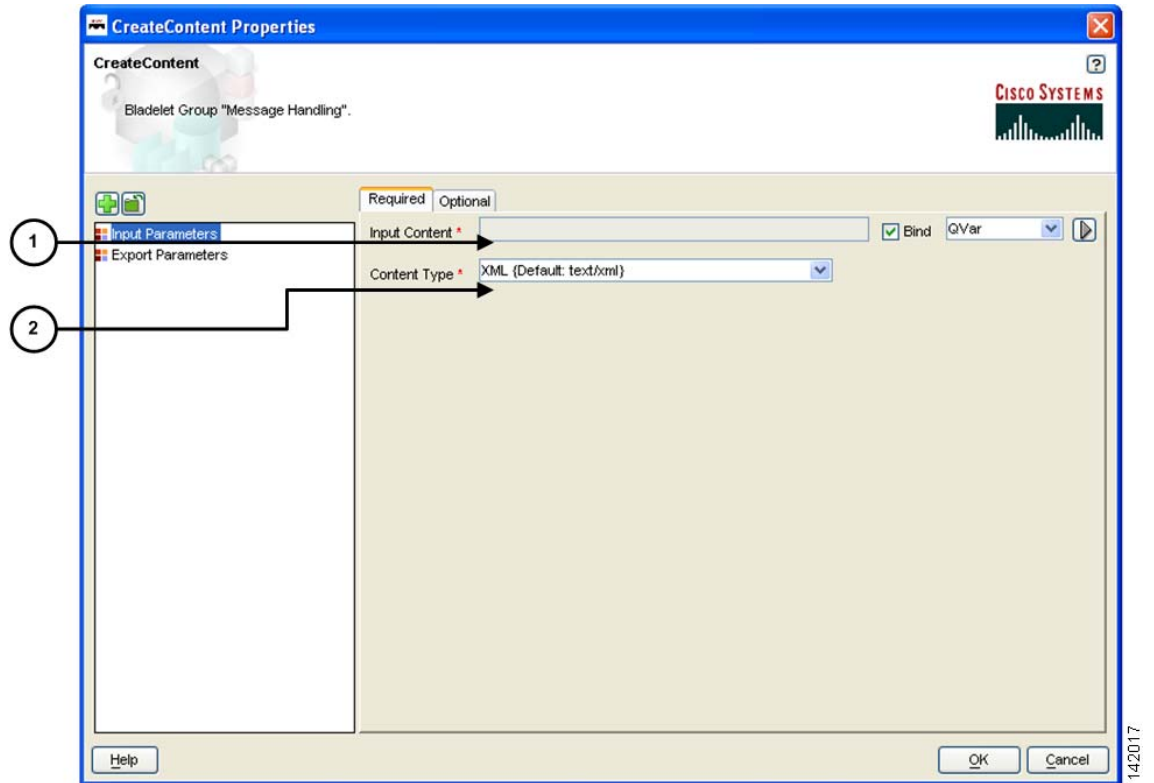 CreateContent Properties
CreateContent
?
Bladelet Group "Message Handling".
CISCO SYSTEMS
Required Optional
Input Parameters
Export Parameters
Input Content * Bind QVar
Content Type * XML {Default: text/xml}
1
2
Help OK Cancel
142017